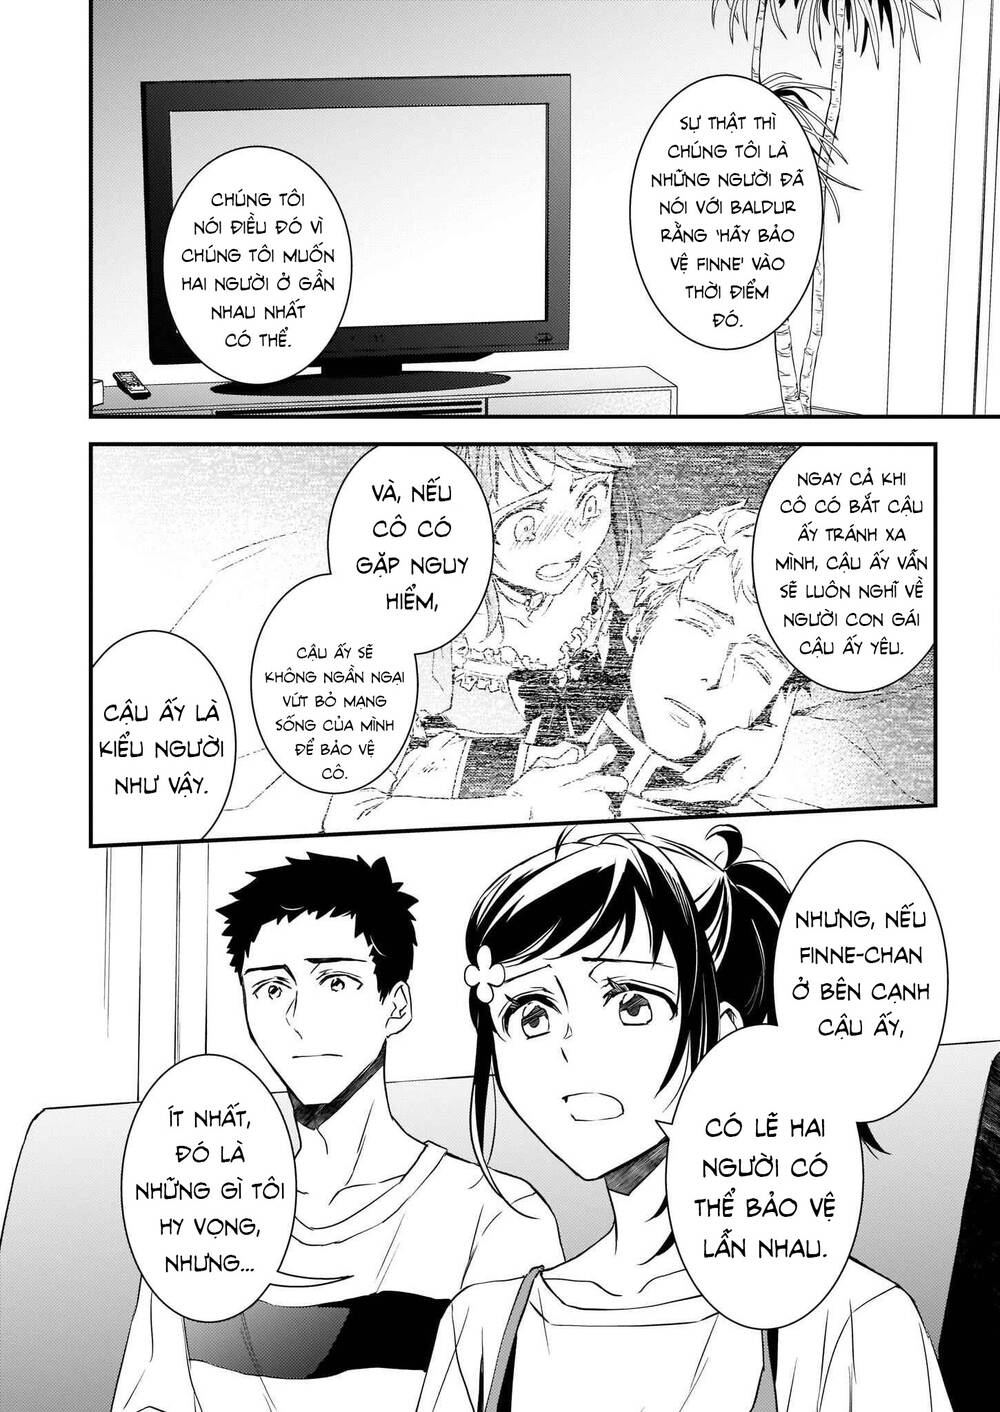 SỰ THẬT THÌ
CHÚNG TÔI LÀ
NHỮNG NGƯỜI ĐÃ
NÓI VỚI BALDUR
RẰNG 'HÃY BẢO
VỆ FINNE' VÀO
THỜI ĐIỂM
ĐÓ.
CHÚNG TÔI
NÓI ĐIỀU ĐÓ VÌ
CHÚNG TÔI MUỐN
HAI NGƯỜI Ở GẦN
NHAU NHẤT
CÓ THỂ.
NGAY CẢ KHI
CÔ CÓ BẮT CẬU
ẤY TRÁNH XA
MÌNH, CẬU ẤY VẪN
SẼ LUÔN NGHĨ VỀ
NGƯỜI CON GÁI
CẬU ẤY YÊU.
VÀ, NẾU
CÔ CÓ
GẶP NGUY
HIỂM,
CẬU ẤY SẼ
KHÔNG NGẦN NGẠI
VỨT BỎ MẠNG
SỐNG CỦA MÌNH
ĐỂ BẢO VỆ
CÔ.
CẬU ẤY LÀ
KIỂU NGƯỜI
NHƯ VẬY.
NHƯNG, NẾU
FINNE-CHAN
Ở BÊN CẠNH
CẬU ẤY,
CÓ LẼ HAI
NGƯỜI CÓ
THỂ BẢO VỆ
LẪN NHAU.
ÍT NHẤT,
ĐÓ LÀ
NHỮNG GÌ TÔI
HY VỌNG,
NHƯNG...